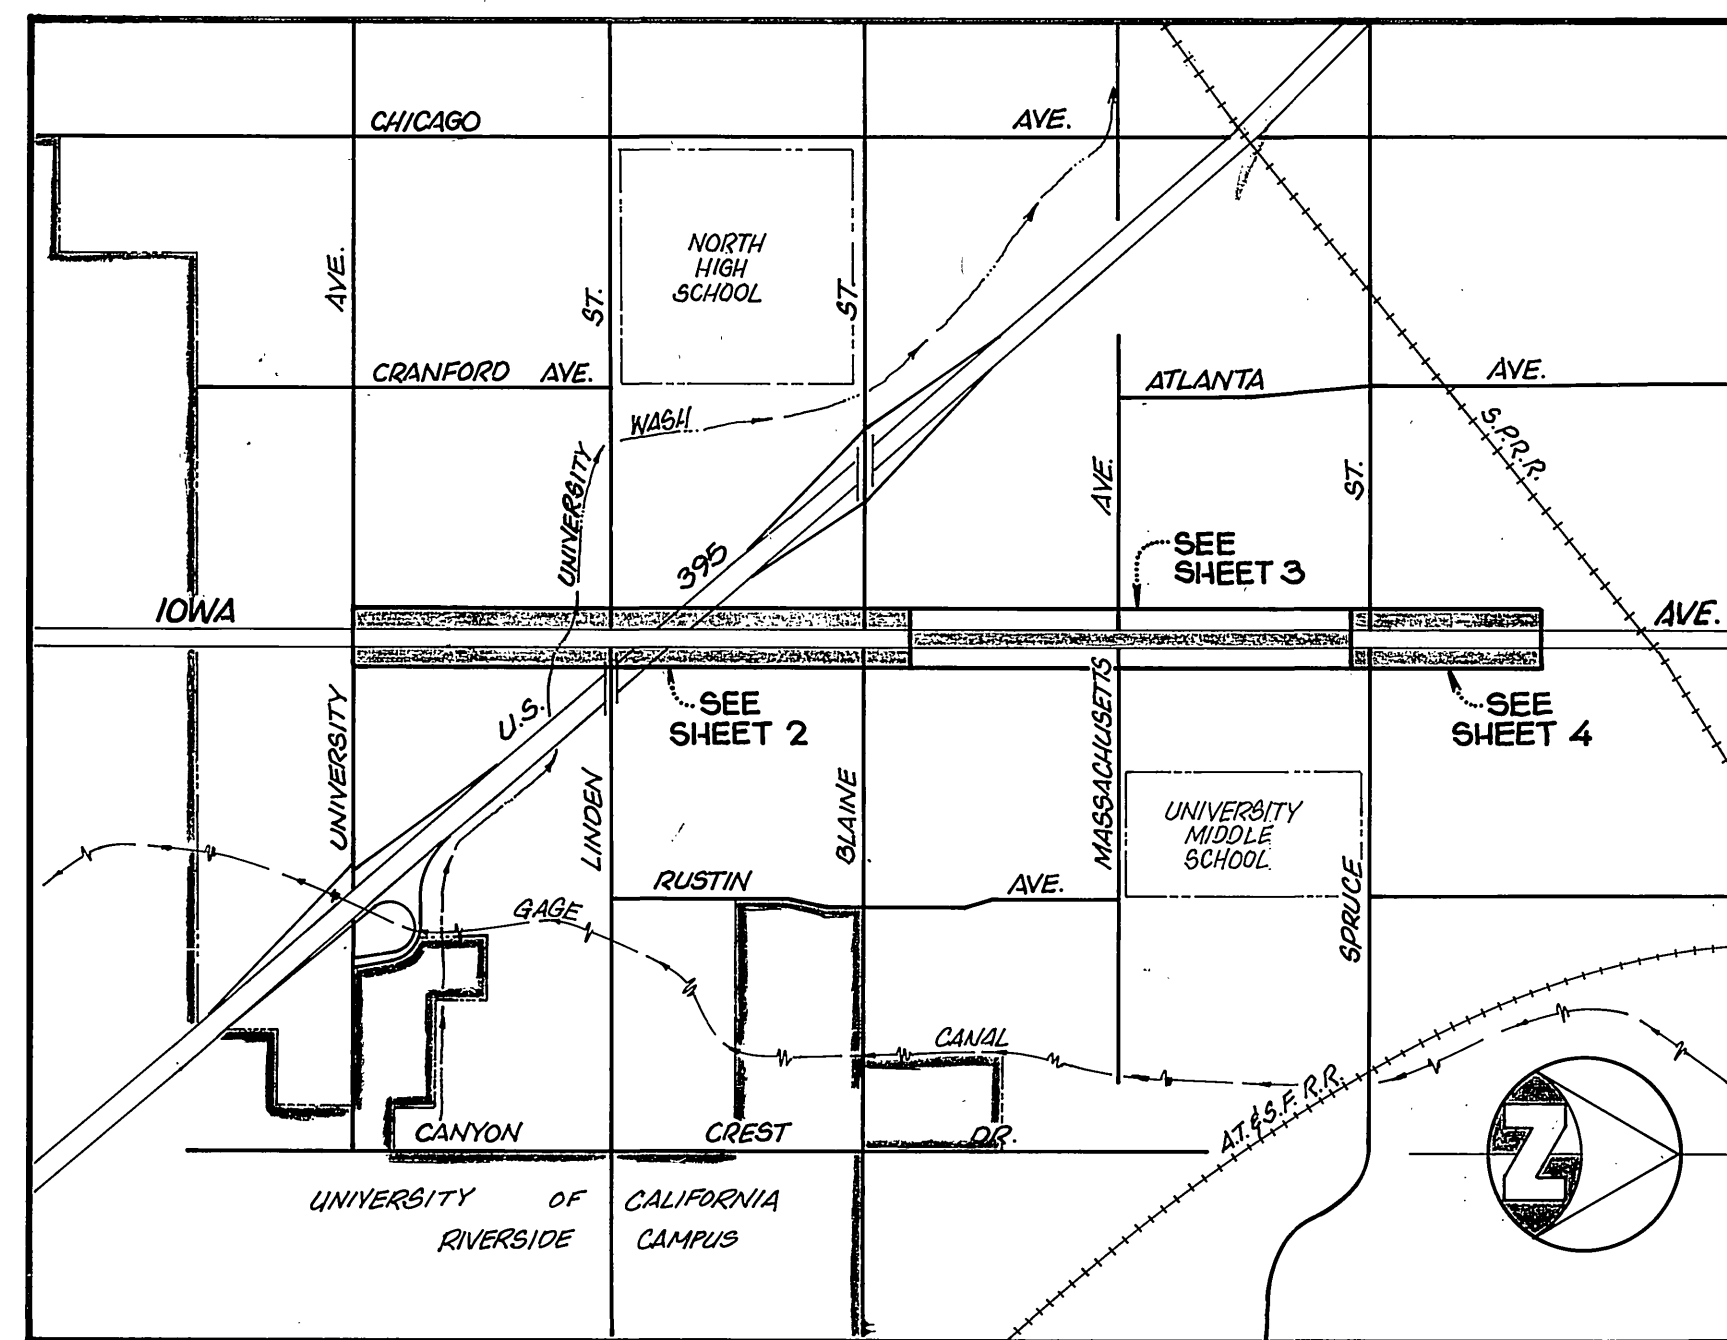 CHICAGO AVE.
NORTH
HIGH
SCHOOL
AVE.
ST.
ST.
CRANFORD AVE.
ATLANTA AVE.
WASH
UNIVERSITY
S.P.R.R.
AVE.
ST.
395
SEE
SHEET 3
IOWA AVE.
U.S.
SEE
SHEET 2
SEE
SHEET 4
UNIVERSITY
LINDEN
BLAINE
MASSACHUSETTS
SPRUCE
UNIVERSITY
MIDDLE
SCHOOL
RUSTIN AVE.
GAGE
CANAL
A.T.&S.F. R.R.
CANYON CREST DR.
N
UNIVERSITY OF CALIFORNIA
RIVERSIDE CAMPUS